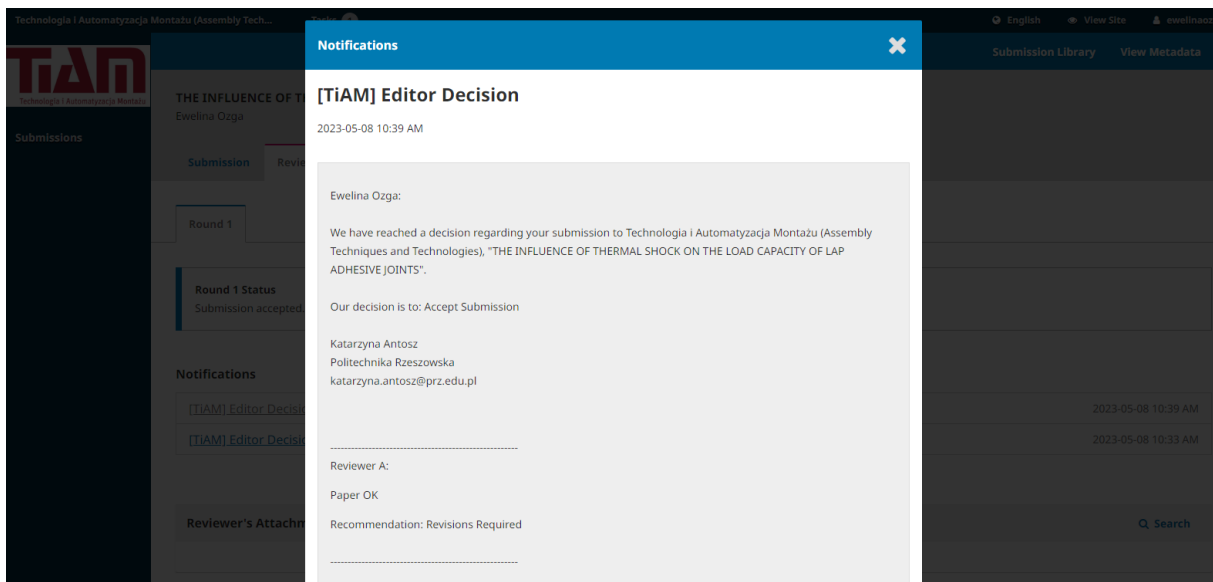 Technologia i Automatyzacja Montażu (Assembly Tech...
Tasks
English
View Site
ewelinaoz
Notifications
Submission Library
View Metadata
TiAM
Technologia i Automatyzacja Montażu
THE INFLUENCE OF T
Ewelina Ozga
[TiAM] Editor Decision
2023-05-08 10:39 AM
Submissions
Submission
Revie
Ewelina Ozga:
Round 1
We have reached a decision regarding your submission to Technologia i Automatyzacja Montażu (Assembly
Techniques and Technologies), "THE INFLUENCE OF THERMAL SHOCK ON THE LOAD CAPACITY OF LAP
ADHESIVE JOINTS".
Round 1 Status
Submission accepted.
Our decision is to: Accept Submission
Katarzyna Antosz
Politechnika Rzeszowska
katarzyna.antosz@prz.edu.pl
Notifications
[TiAM] Editor Decisio
2023-05-08 10:39 AM
[TiAM] Editor Decisio
2023-05-08 10:33 AM
------------------------------------------------------
Reviewer A:
Paper OK
Recommendation: Revisions Required
------------------------------------------------------
Reviewer's Attachm
Search